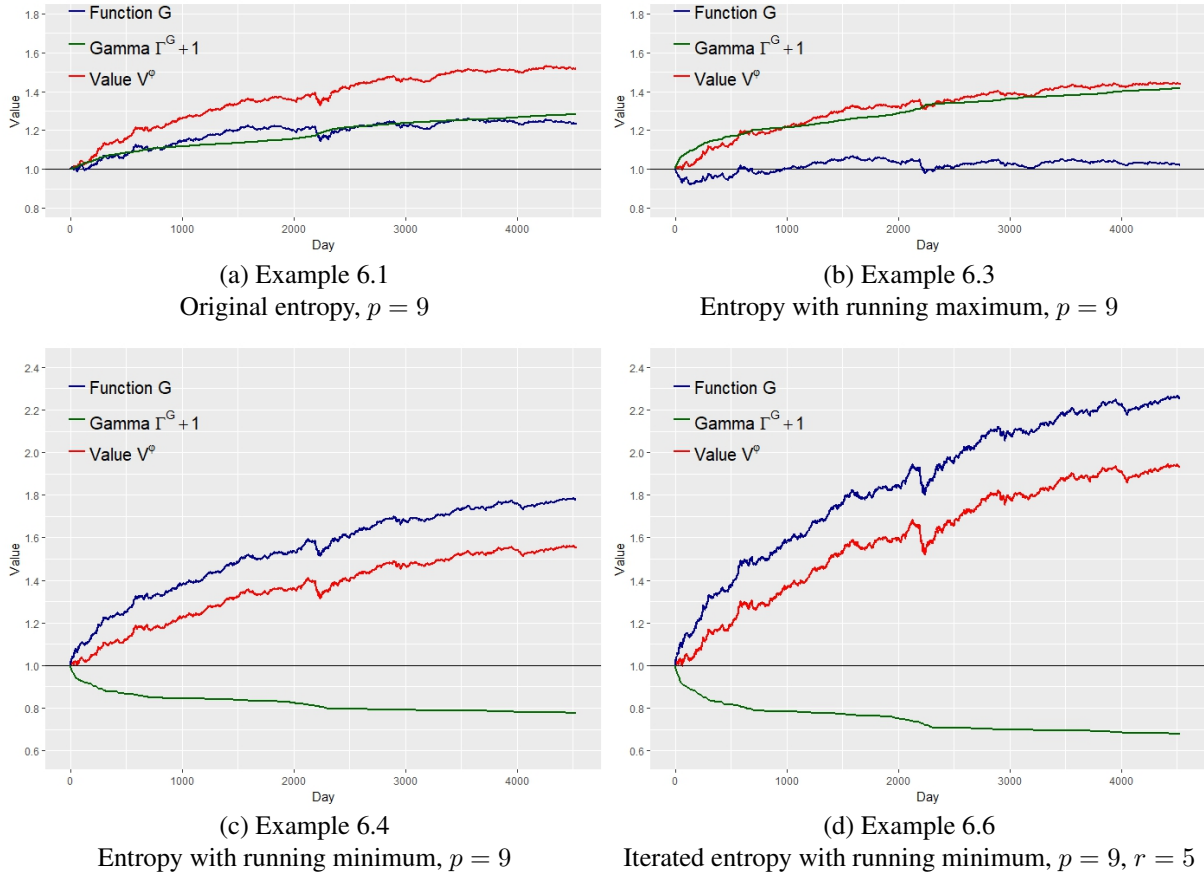 Function G
Gamma Γ^G + 1
Value V^φ
1.8
1.6
1.4
1.2
1.0
0.8
Value
0
1000
2000
3000
4000
Day
(a) Example 6.1
Original entropy, p = 9
Function G
Gamma Γ^G + 1
Value V^φ
1.8
1.6
1.4
1.2
1.0
0.8
Value
0
1000
2000
3000
4000
Day
(b) Example 6.3
Entropy with running maximum, p = 9
Function G
Gamma Γ^G + 1
Value V^φ
2.4
2.2
2.0
1.8
1.6
1.4
1.2
1.0
0.8
0.6
Value
0
1000
2000
3000
4000
Day
(c) Example 6.4
Entropy with running minimum, p = 9
Function G
Gamma Γ^G + 1
Value V^φ
2.4
2.2
2.0
1.8
1.6
1.4
1.2
1.0
0.8
0.6
Value
0
1000
2000
3000
4000
Day
(d) Example 6.6
Iterated entropy with running minimum, p = 9, r = 5